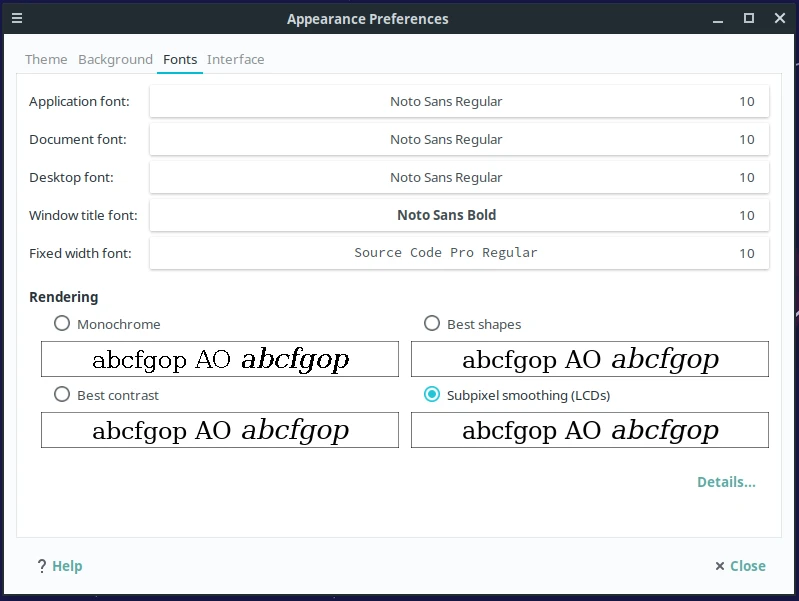 Appearance Preferences
Theme Background Fonts Interface
Application font: Noto Sans Regular 10
Document font: Noto Sans Regular 10
Desktop font: Noto Sans Regular 10
Window title font: Noto Sans Bold 10
Fixed width font: Source Code Pro Regular 10
Rendering
Monochrome Best shapes
abcfgop AO abcfgop abcfgop AO abcfgop
Best contrast Subpixel smoothing (LCDs)
abcfgop AO abcfgop abcfgop AO abcfgop
Details...
? Help Close